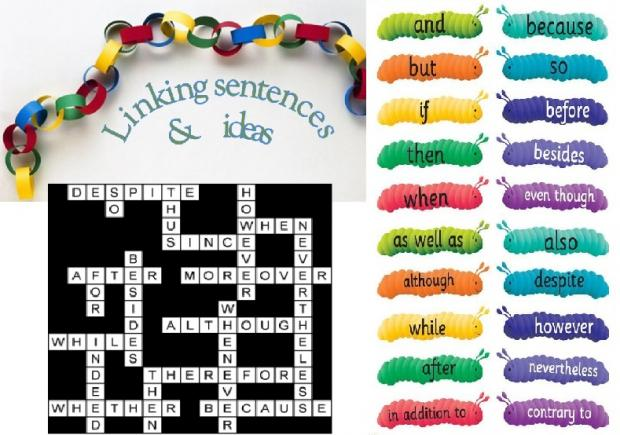 Linking sentences
& ideas
DESPITE
WHEN
SINCE
AFTER
MOREOVER
ALTHOUGH
WHILE
THEREFORE
WHETHER
BECAUSE
SO
THUS
HOWEVER
NEVERTHELESS
BESIDES
FOR
WHENEVER
INDEED
THEN
and
because
but
so
if
before
then
besides
when
even though
as well as
also
although
despite
while
however
after
nevertheless
in addition to
contrary to